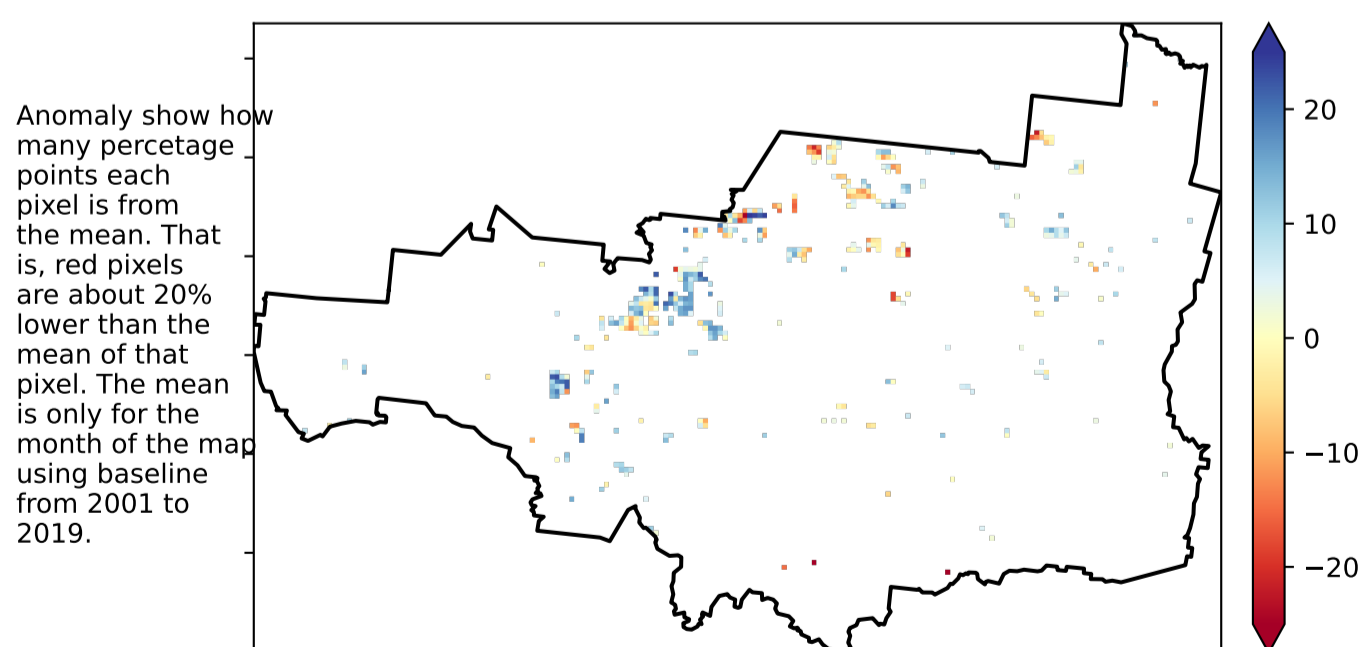 Anomaly show how
many percetage
points each
pixel is from
the mean. That
is, red pixels
are about 20%
lower than the
mean of that
pixel. The mean
is only for the
month of the map
using baseline
from 2001 to
2019.
20
10
0
−10
−20